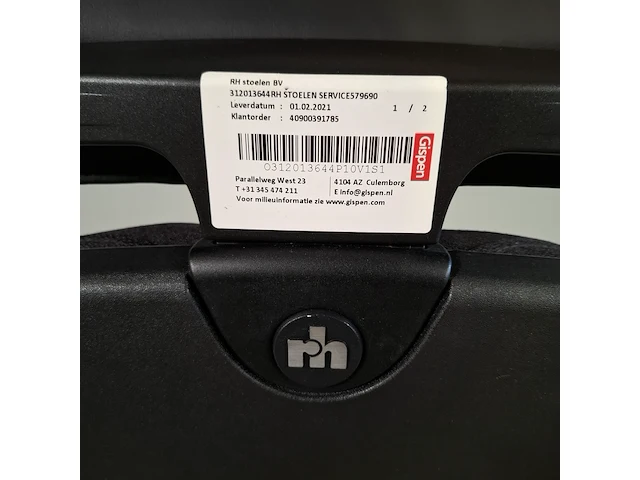 RH stoelen BV
312013644RH STOELEN SERVICE579690
Leverdatum : 01.02.2021 1 / 2
Klantorder : 40900391785
Gispen
O312013644P10V1S1
Parallelweg West 23 4104 AZ Culemborg
T +31 345 474 211 E info@gispen.nl
Voor milieuinformatie zie www.gispen.com
rh